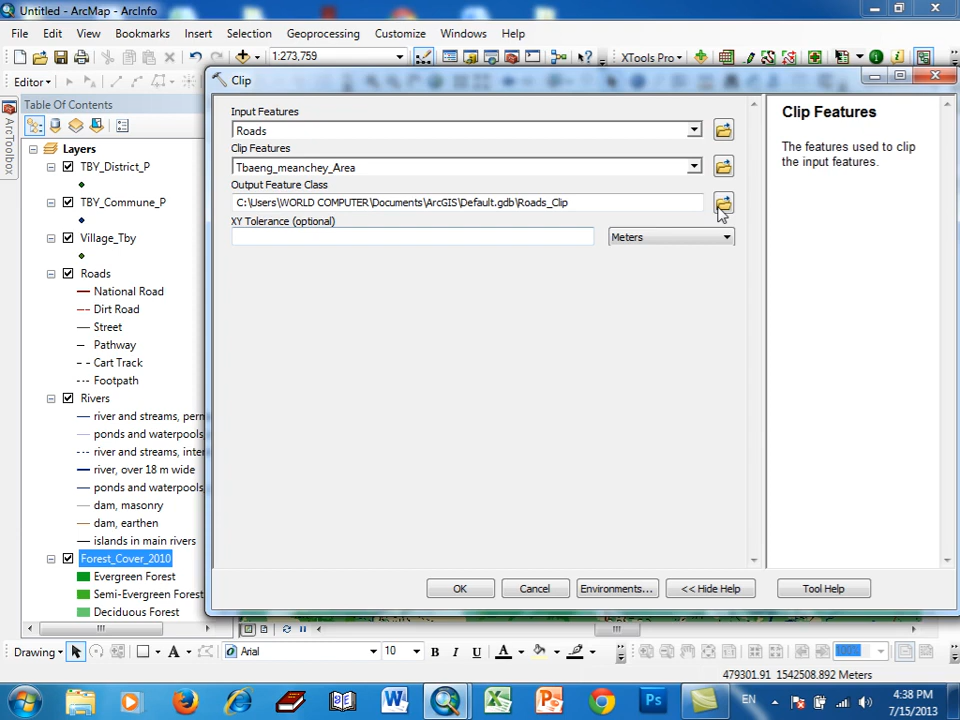 Untitled - ArcMap - ArcInfo
File Edit View Bookmarks Insert Selection Geoprocessing Customize Windows Help
1:273,759
XTools Pro
Editor
Clip
Table Of Contents
ArcToolbox
Layers
TBY_District_P
TBY_Commune_P
Village_Tby
Roads
National Road
Dirt Road
Street
Pathway
Cart Track
Footpath
Rivers
river and streams, pern
ponds and waterpools
river and streams, inter
river, over 18 m wide
ponds and waterpools
dam, masonry
dam, earthen
islands in main rivers
Forest_Cover_2010
Evergreen Forest
Semi-Evergreen Forest
Deciduous Forest
Input Features
Roads
Clip Features
Tbaeng_meanchey_Area
Output Feature Class
C:\Users\WORLD COMPUTER\Documents\ArcGIS\Default.gdb\Roads_Clip
XY Tolerance (optional)
Meters
Clip Features
The features used to clip
the input features.
OK Cancel Environments... << Hide Help Tool Help
Drawing Arial 10 B I U A 100%
479301.91 1542508.892 Meters
EN 4:38 PM
7/15/2013